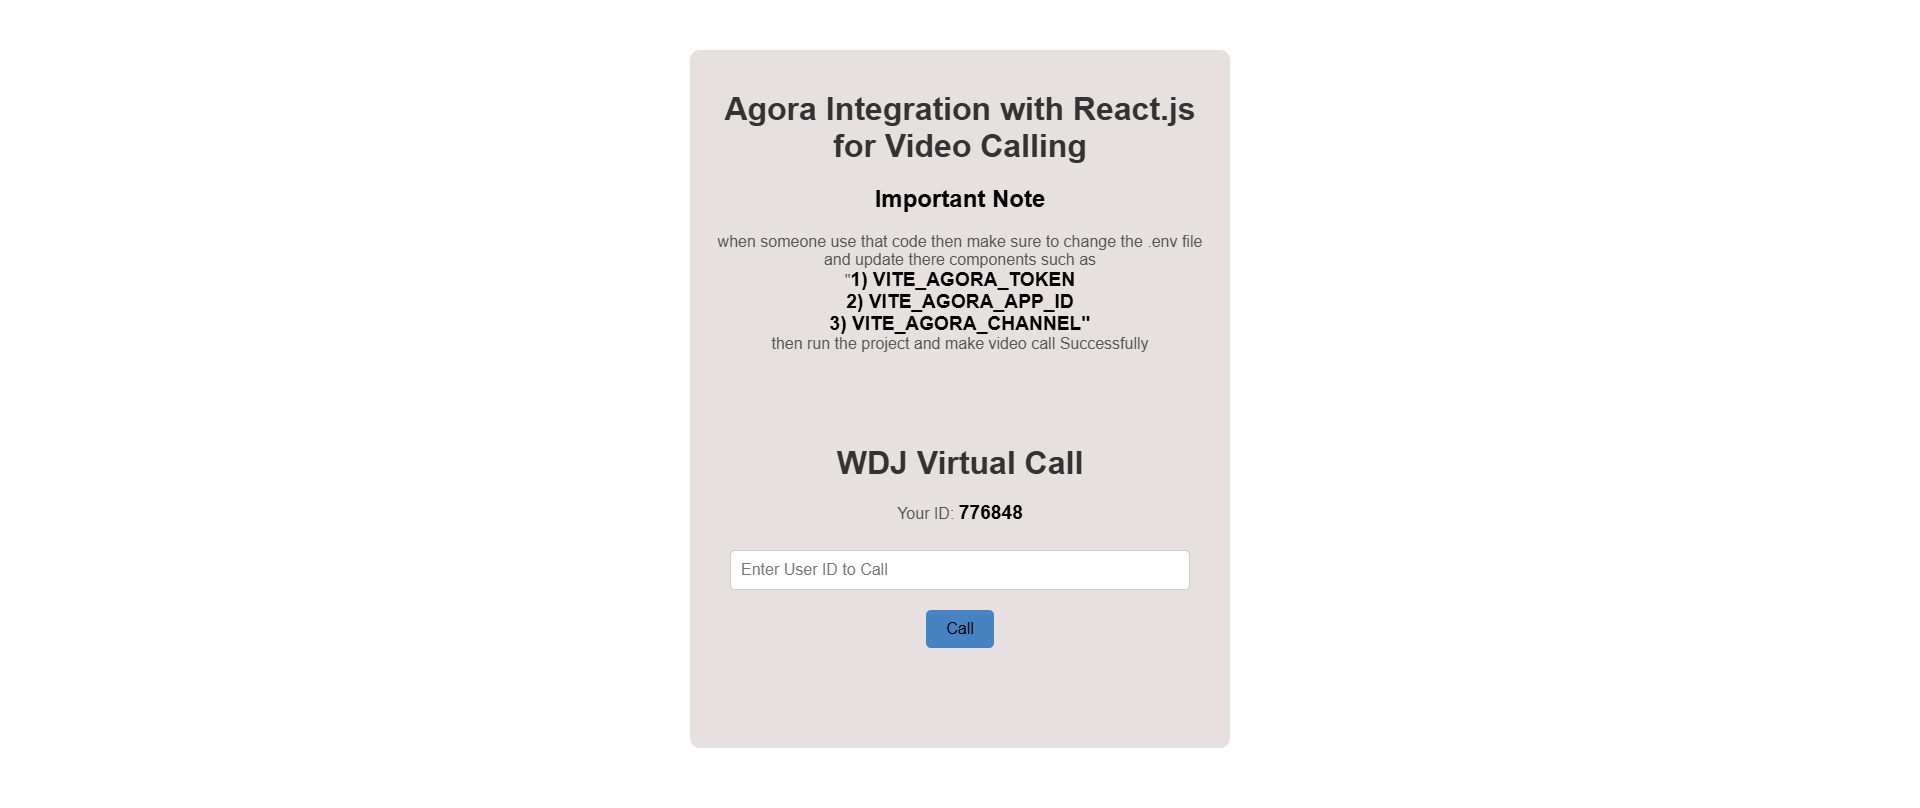 Agora Integration with React.js
for Video Calling
Important Note
when someone use that code then make sure to change the .env file
and update there components such as
"1) VITE_AGORA_TOKEN
2) VITE_AGORA_APP_ID
3) VITE_AGORA_CHANNEL"
then run the project and make video call Successfully
WDJ Virtual Call
Your ID: 776848
Enter User ID to Call
Call